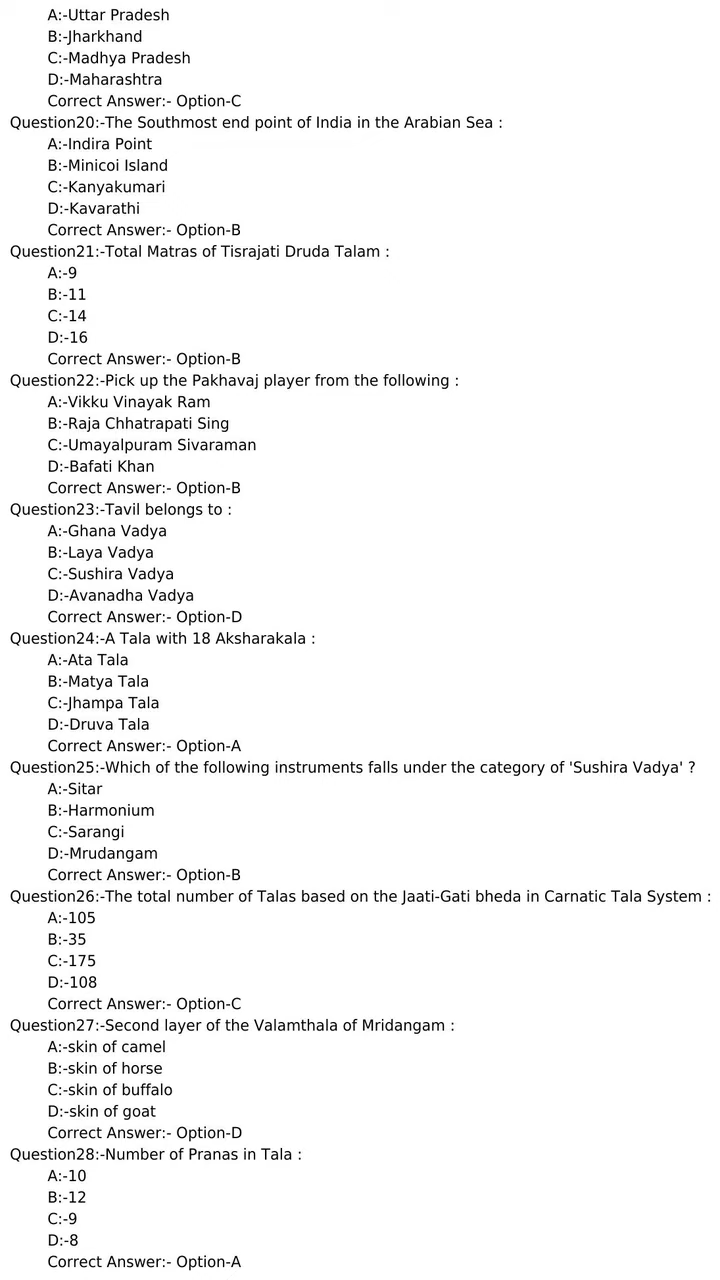 A:-Uttar Pradesh
B:-Jharkhand
C:-Madhya Pradesh
D:-Maharashtra
Correct Answer:- Option-C
Question20:-The Southmost end point of India in the Arabian Sea :
A:-Indira Point
B:-Minicoi Island
C:-Kanyakumari
D:-Kavarathi
Correct Answer:- Option-B
Question21:-Total Matras of Tisrajati Druda Talam :
A:-9
B:-11
C:-14
D:-16
Correct Answer:- Option-B
Question22:-Pick up the Pakhavaj player from the following :
A:-Vikku Vinayak Ram
B:-Raja Chhatrapati Sing
C:-Umayalpuram Sivaraman
D:-Bafati Khan
Correct Answer:- Option-B
Question23:-Tavil belongs to :
A:-Ghana Vadya
B:-Laya Vadya
C:-Sushira Vadya
D:-Avanadha Vadya
Correct Answer:- Option-D
Question24:-A Tala with 18 Aksharakala :
A:-Ata Tala
B:-Matya Tala
C:-Jhampa Tala
D:-Druva Tala
Correct Answer:- Option-A
Question25:-Which of the following instruments falls under the category of 'Sushira Vadya' ?
A:-Sitar
B:-Harmonium
C:-Sarangi
D:-Mrudangam
Correct Answer:- Option-B
Question26:-The total number of Talas based on the Jaati-Gati bheda in Carnatic Tala System :
A:-105
B:-35
C:-175
D:-108
Correct Answer:- Option-C
Question27:-Second layer of the Valamthala of Mridangam :
A:-skin of camel
B:-skin of horse
C:-skin of buffalo
D:-skin of goat
Correct Answer:- Option-D
Question28:-Number of Pranas in Tala :
A:-10
B:-12
C:-9
D:-8
Correct Answer:- Option-A